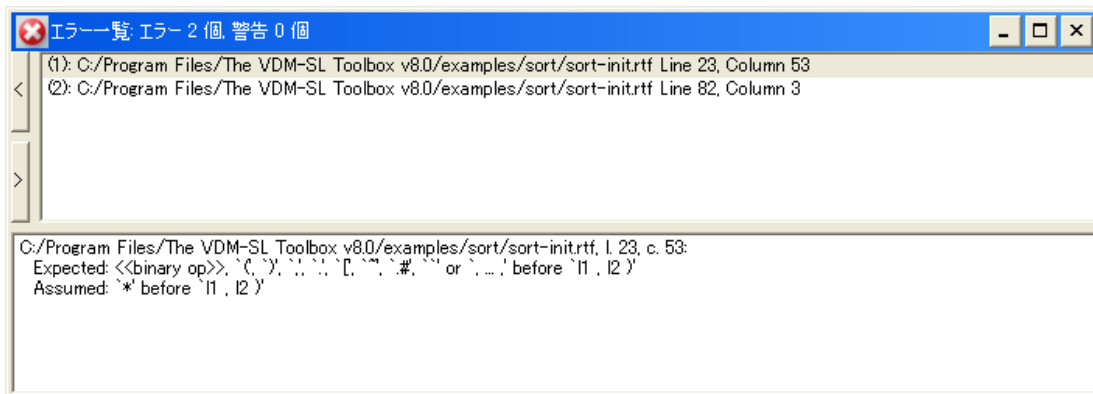 エラー一覧: エラー 2 個, 警告 0 個
(1): C:/Program Files/The VDM-SL Toolbox v8.0/examples/sort/sort-init.rtf Line 23, Column 53
(2): C:/Program Files/The VDM-SL Toolbox v8.0/examples/sort/sort-init.rtf Line 82, Column 3
<
>
C:/Program Files/The VDM-SL Toolbox v8.0/examples/sort/sort-init.rtf, l. 23, c. 53:
Expected: <<binary op>>, `(', `)', `,', `.', `[', `~', `.#', ``' or `, ... ,' before `l1 , l2 )'
Assumed: `*' before `l1 , l2 )'